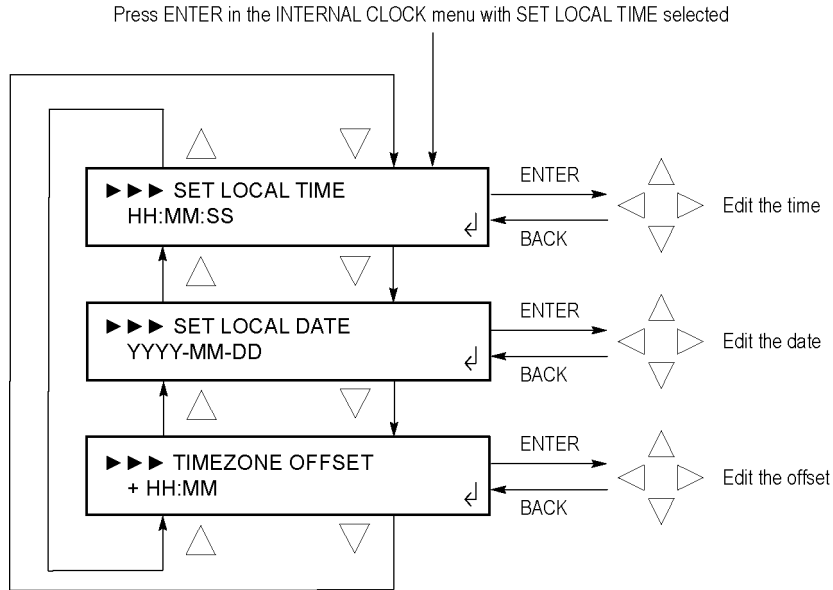 Press ENTER in the INTERNAL CLOCK menu with SET LOCAL TIME selected
►►► SET LOCAL TIME
HH:MM:SS
ENTER
BACK
Edit the time
►►► SET LOCAL DATE
YYYY-MM-DD
ENTER
BACK
Edit the date
►►► TIMEZONE OFFSET
+ HH:MM
ENTER
BACK
Edit the offset